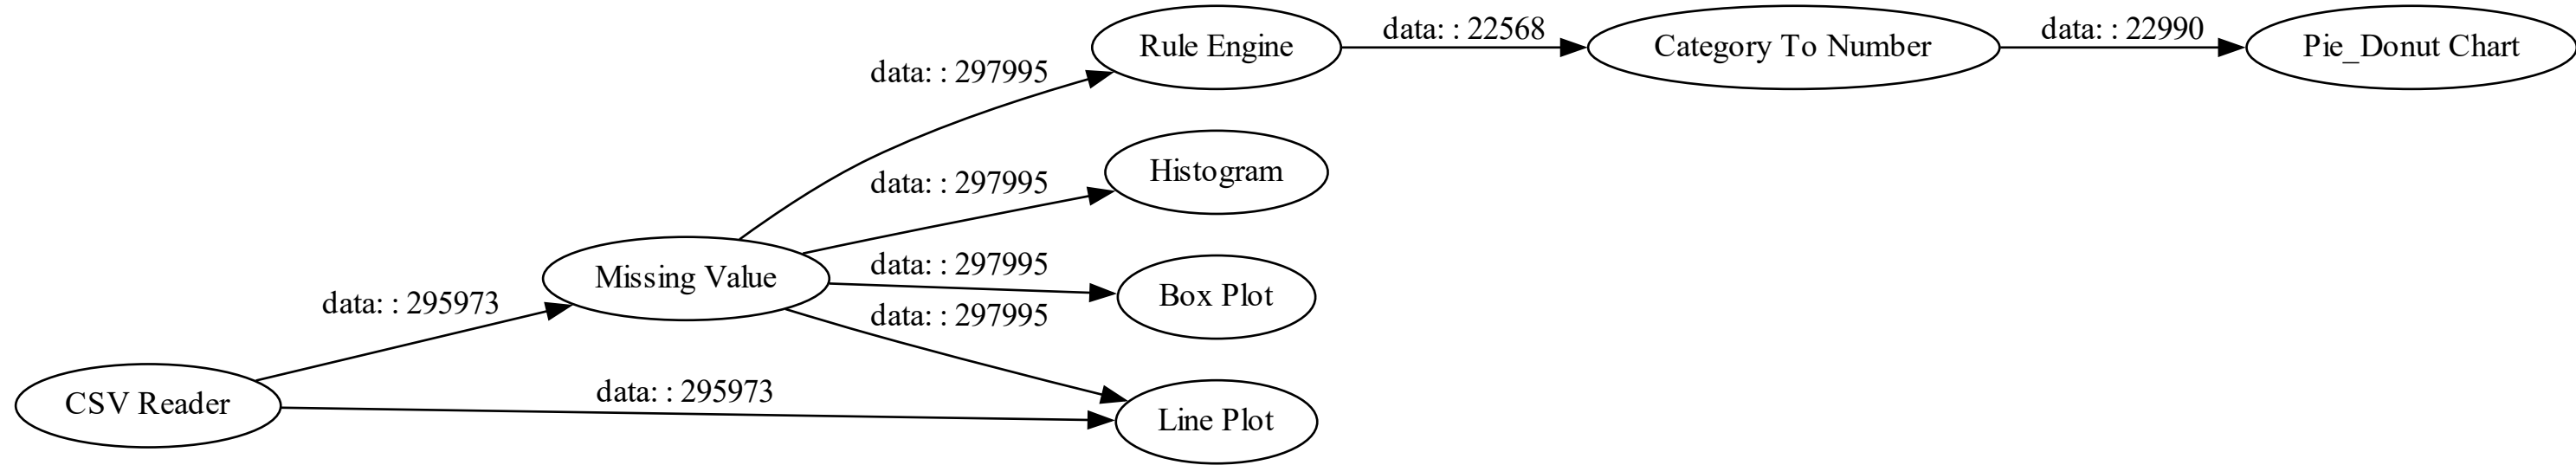 Rule Engine
data: : 22568
Category To Number
data: : 22990
Pie_Donut Chart
data: : 297995
data: : 297995
Histogram
data: : 297995
Missing Value
Box Plot
data: : 295973
data: : 297995
data: : 295973
CSV Reader
Line Plot